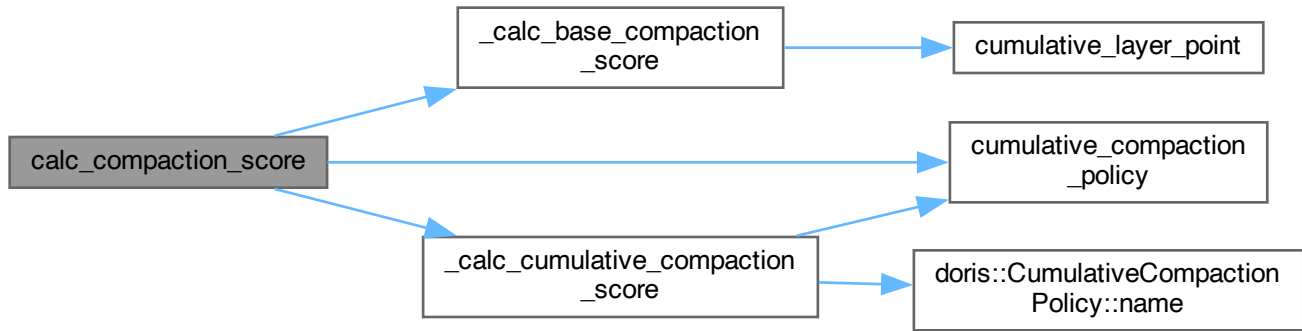 calc_compaction_score
_calc_base_compaction
_score
cumulative_layer_point
cumulative_compaction
_policy
_calc_cumulative_compaction
_score
doris::CumulativeCompaction
Policy::name